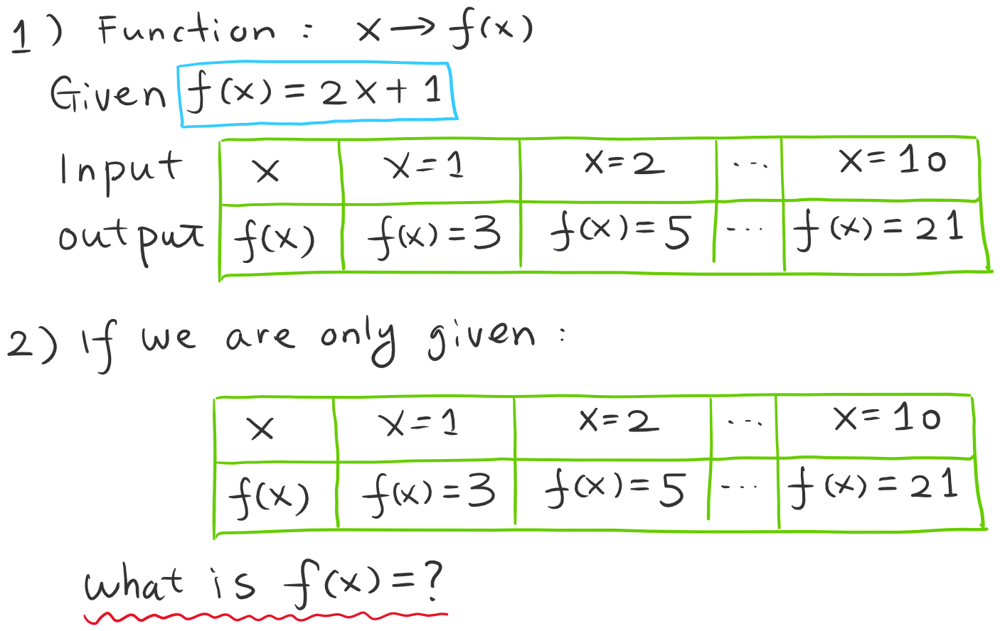 1) Function : x → f(x)
Given f(x) = 2x + 1
Input x x=1 x=2 ... x=10
output f(x) f(x)=3 f(x)=5 ... f(x)=21
2) If we are only given :
x x=1 x=2 ... x=10
f(x) f(x)=3 f(x)=5 ... f(x)=21
what is f(x)=?